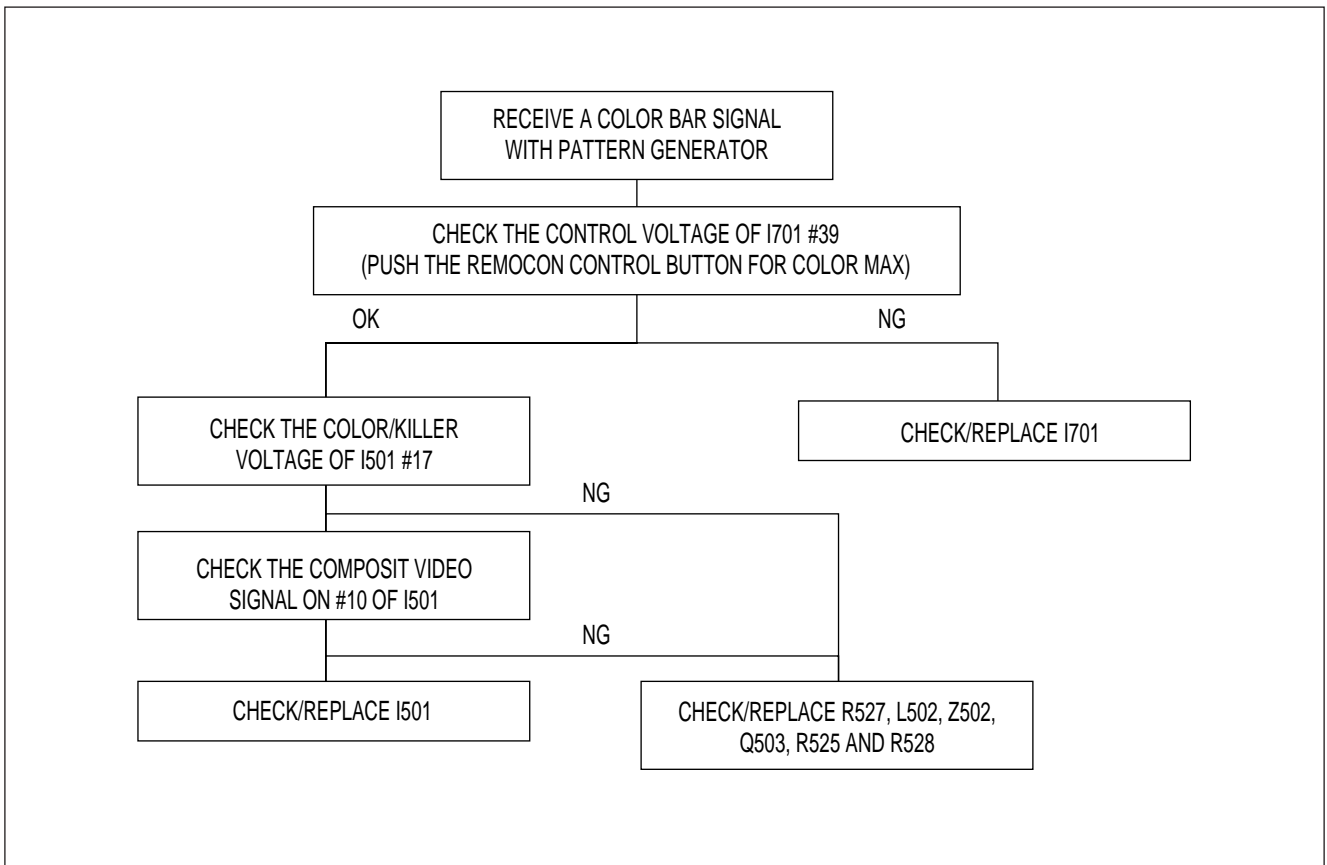 RECEIVE A COLOR BAR SIGNAL
WITH PATTERN GENERATOR
CHECK THE CONTROL VOLTAGE OF I701 #39
(PUSH THE REMOCON CONTROL BUTTON FOR COLOR MAX)
OK
NG
CHECK THE COLOR/KILLER
VOLTAGE OF I501 #17
CHECK/REPLACE I701
NG
CHECK THE COMPOSIT VIDEO
SIGNAL ON #10 OF I501
NG
CHECK/REPLACE I501
CHECK/REPLACE R527, L502, Z502,
Q503, R525 AND R528